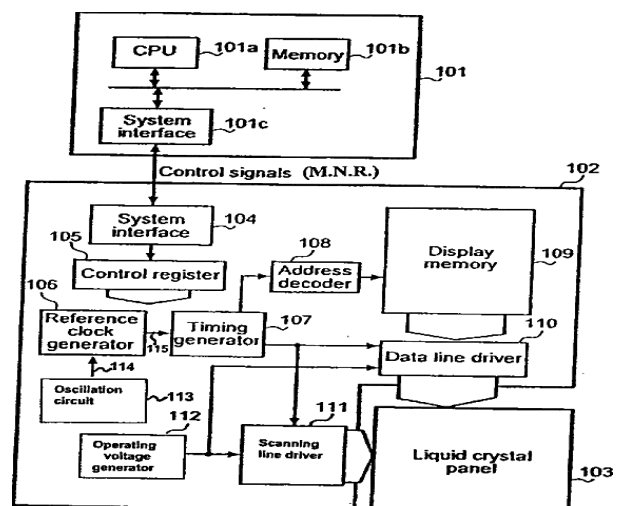 CPU
101a
Memory
101b
101
System
interface
101c
Control signals (M.N.R.)
102
System
interface
104
105
Control register
108
Address
decoder
Display
memory
109
106
Reference
clock
generator
115
Timing
generator
107
110
Data line driver
114
Oscillation
circuit
113
112
Operating
voltage
generator
111
Scanning
line driver
Liquid crystal
panel
103